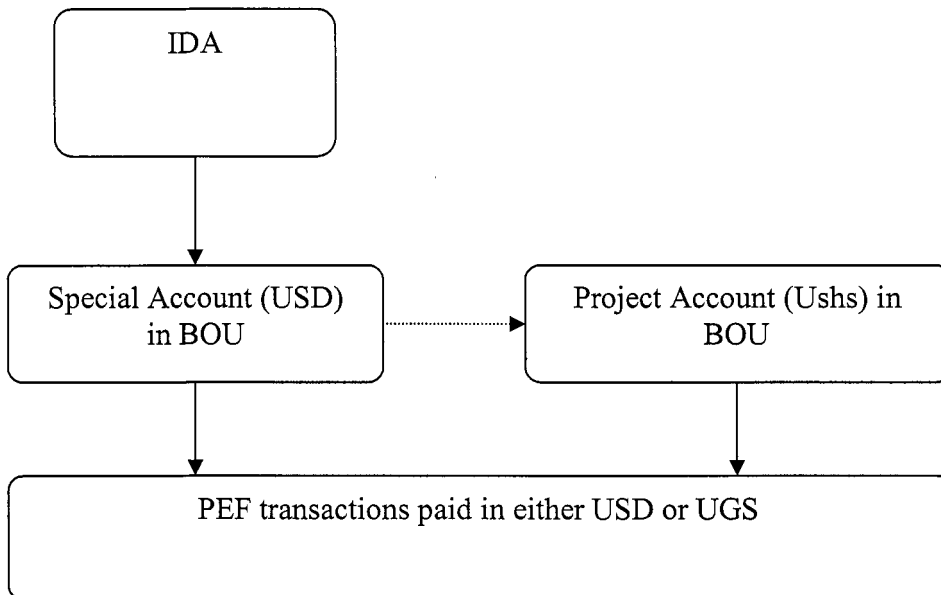 IDA
Special Account (USD)
in BOU
Project Account (Ushs) in
BOU
PEF transactions paid in either USD or UGS